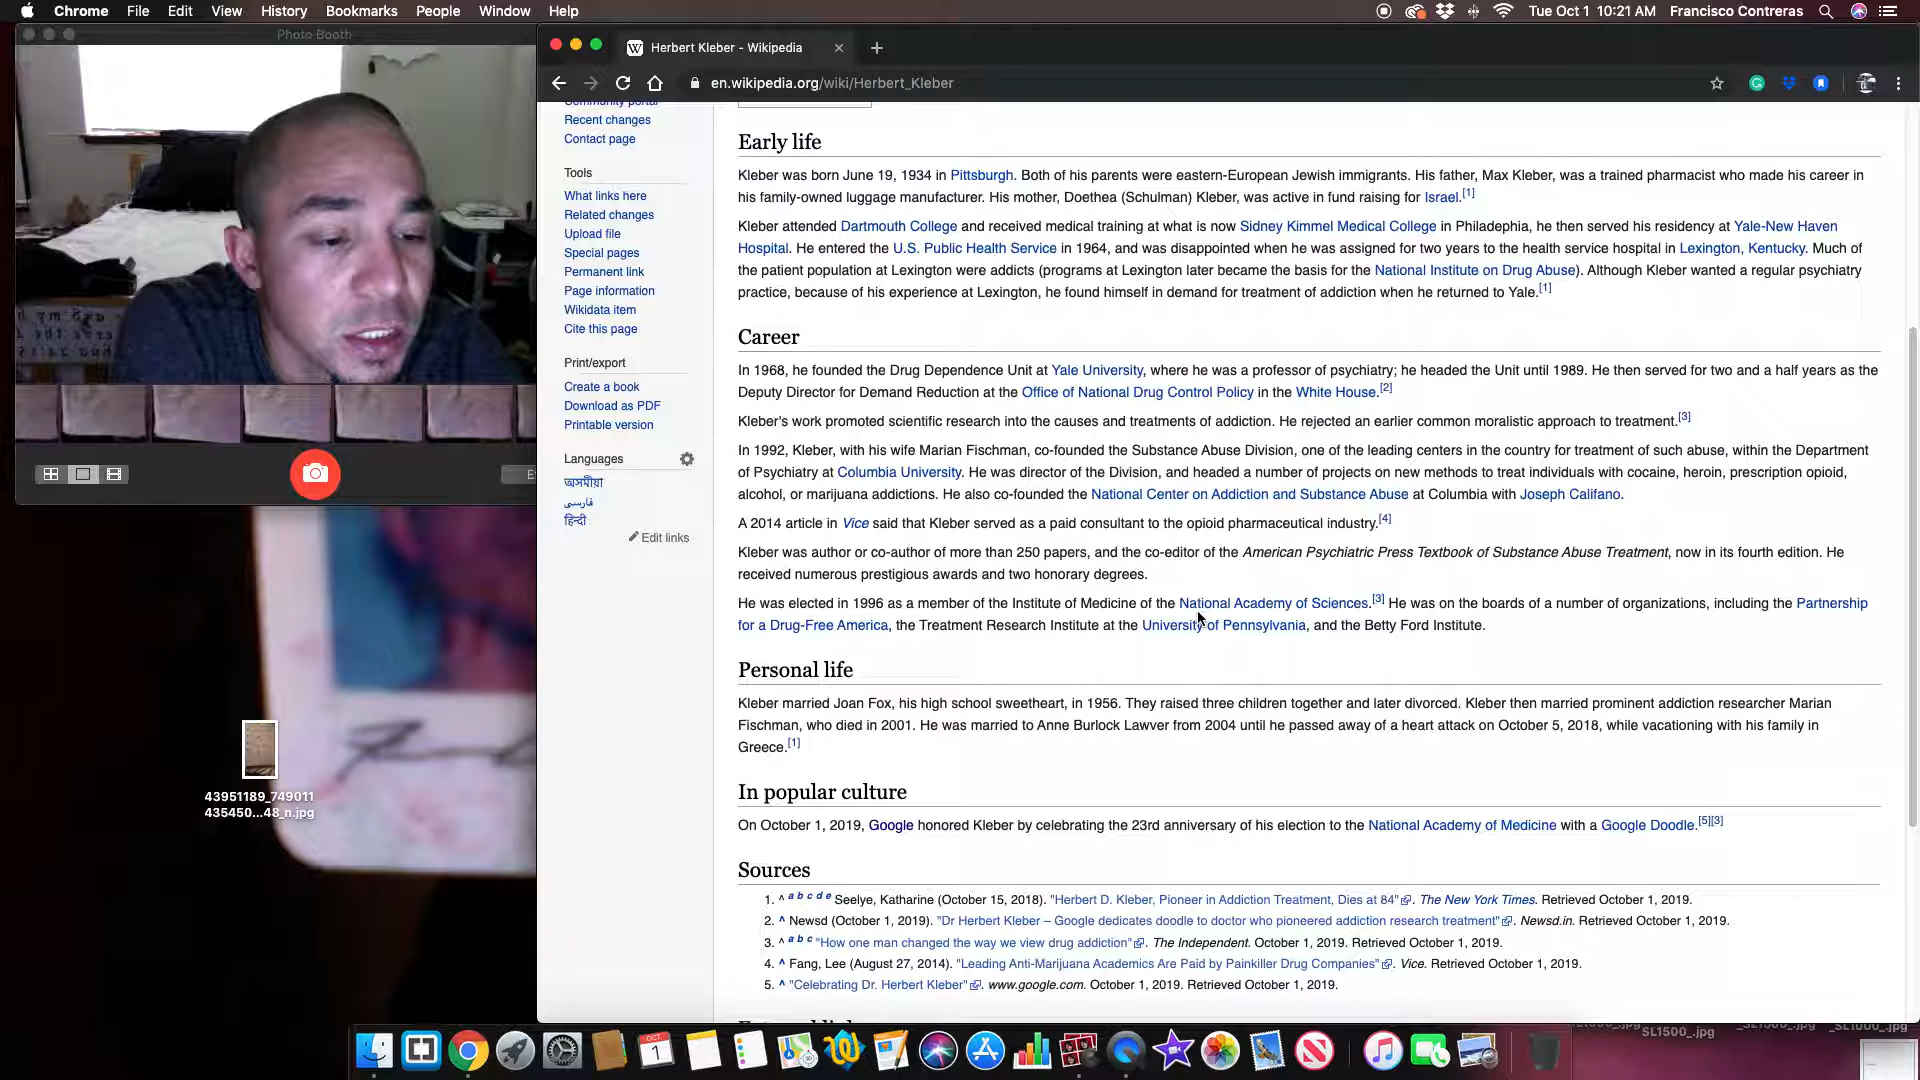 Chrome File Edit View History Bookmarks People Window Help
Tue Oct 1 10:21 AM Francisco Contreras
Photo Booth
Herbert Kleber - Wikipedia
en.wikipedia.org/wiki/Herbert_Kleber
Community portal
Recent changes
Contact page
Tools
What links here
Related changes
Upload file
Special pages
Permanent link
Page information
Wikidata item
Cite this page
Print/export
Create a book
Download as PDF
Printable version
Languages
অসমীয়া
فارسی
हिन्दी
Edit links
Early life
Kleber was born June 19, 1934 in Pittsburgh. Both of his parents were eastern-European Jewish immigrants. His father, Max Kleber, was a trained pharmacist who made his career in
his family-owned luggage manufacturer. His mother, Doethea (Schulman) Kleber, was active in fund raising for Israel.[1]
Kleber attended Dartmouth College and received medical training at what is now Sidney Kimmel Medical College in Philadephia, he then served his residency at Yale-New Haven
Hospital. He entered the U.S. Public Health Service in 1964, and was disappointed when he was assigned for two years to the health service hospital in Lexington, Kentucky. Much of
the patient population at Lexington were addicts (programs at Lexington later became the basis for the National Institute on Drug Abuse). Although Kleber wanted a regular psychiatry
practice, because of his experience at Lexington, he found himself in demand for treatment of addiction when he returned to Yale.[1]
Career
In 1968, he founded the Drug Dependence Unit at Yale University, where he was a professor of psychiatry; he headed the Unit until 1989. He then served for two and a half years as the
Deputy Director for Demand Reduction at the Office of National Drug Control Policy in the White House.[2]
Kleber's work promoted scientific research into the causes and treatments of addiction. He rejected an earlier common moralistic approach to treatment.[3]
In 1992, Kleber, with his wife Marian Fischman, co-founded the Substance Abuse Division, one of the leading centers in the country for treatment of such abuse, within the Department
of Psychiatry at Columbia University. He was director of the Division, and headed a number of projects on new methods to treat individuals with cocaine, heroin, prescription opioid,
alcohol, or marijuana addictions. He also co-founded the National Center on Addiction and Substance Abuse at Columbia with Joseph Califano.
A 2014 article in Vice said that Kleber served as a paid consultant to the opioid pharmaceutical industry.[4]
Kleber was author or co-author of more than 250 papers, and the co-editor of the American Psychiatric Press Textbook of Substance Abuse Treatment, now in its fourth edition. He
received numerous prestigious awards and two honorary degrees.
He was elected in 1996 as a member of the Institute of Medicine of the National Academy of Sciences.[3] He was on the boards of a number of organizations, including the Partnership
for a Drug-Free America, the Treatment Research Institute at the University of Pennsylvania, and the Betty Ford Institute.
Personal life
Kleber married Joan Fox, his high school sweetheart, in 1956. They raised three children together and later divorced. Kleber then married prominent addiction researcher Marian
Fischman, who died in 2001. He was married to Anne Burlock Lawver from 2004 until he passed away of a heart attack on October 5, 2018, while vacationing with his family in
Greece.[1]
In popular culture
On October 1, 2019, Google honored Kleber by celebrating the 23rd anniversary of his election to the National Academy of Medicine with a Google Doodle.[5][3]
Sources
1. ^ a b c d e Seelye, Katharine (October 15, 2018). "Herbert D. Kleber, Pioneer in Addiction Treatment, Dies at 84". The New York Times. Retrieved October 1, 2019.
2. ^ Newsd (October 1, 2019). "Dr Herbert Kleber – Google dedicates doodle to doctor who pioneered addiction research treatment". Newsd.in. Retrieved October 1, 2019.
3. ^ a b c "How one man changed the way we view drug addiction". The Independent. October 1, 2019. Retrieved October 1, 2019.
4. ^ Fang, Lee (August 27, 2014). "Leading Anti-Marijuana Academics Are Paid by Painkiller Drug Companies". Vice. Retrieved October 1, 2019.
5. ^ "Celebrating Dr. Herbert Kleber". www.google.com. October 1, 2019. Retrieved October 1, 2019.
43951189_749011
435450...48_n.jpg
OCT
1
SL1500_.jpg